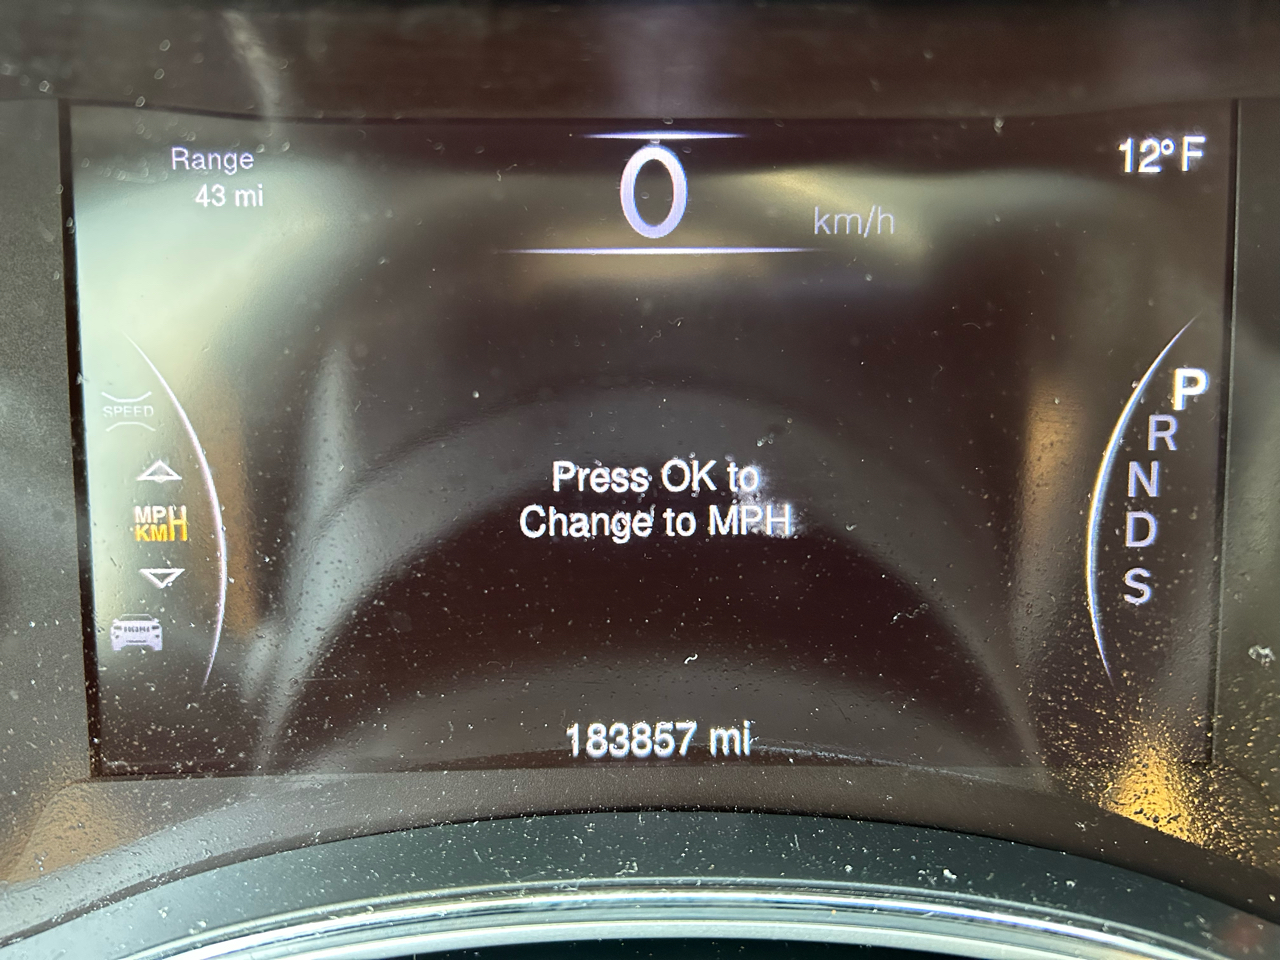 Range
43 mi
0
km/h
12° F
SPEED
MPH
KMH
Press OK to
Change to MPH
P
R
N
D
S
183857 mi